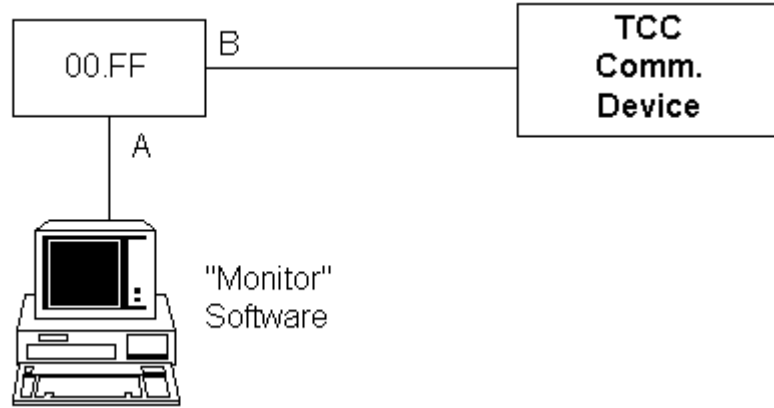 00.FF
B
TCC
Comm.
Device
A
"Monitor"
Software